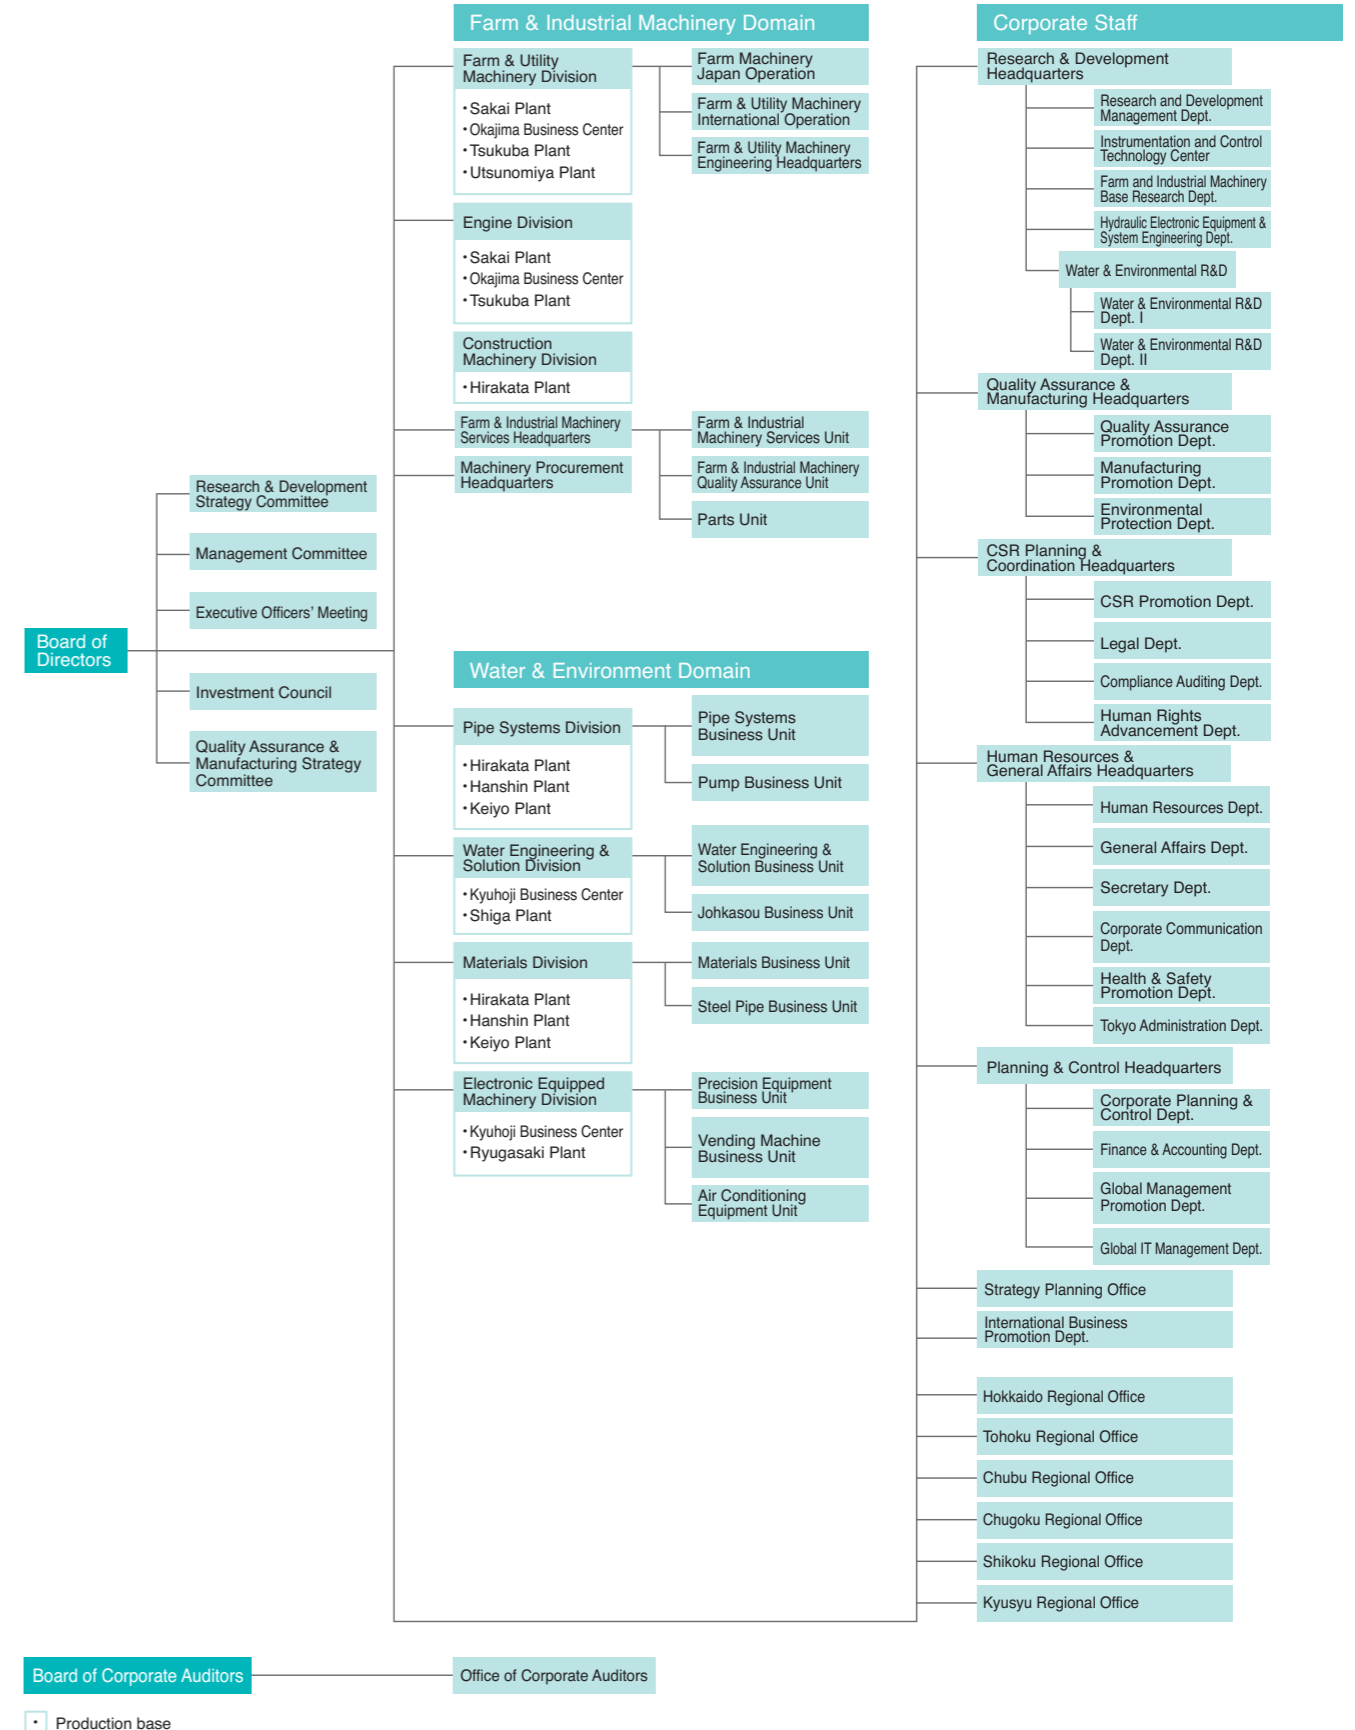 Board of
Directors
Research & Development
Strategy Committee
Management Committee
Executive Officers’ Meeting
Investment Council
Quality Assurance &
Manufacturing Strategy
Committee
Farm & Industrial Machinery Domain
Farm & Utility
Machinery Division
・Sakai Plant
・Okajima Business Center
・Tsukuba Plant
・Utsunomiya Plant
Farm Machinery
Japan Operation
Farm & Utility Machinery
International Operation
Farm & Utility Machinery
Engineering Headquarters
Engine Division
・Sakai Plant
・Okajima Business Center
・Tsukuba Plant
Construction
Machinery Division
・Hirakata Plant
Farm & Industrial Machinery
Services Headquarters
Farm & Industrial
Machinery Services Unit
Farm & Industrial Machinery
Quality Assurance Unit
Parts Unit
Machinery Procurement
Headquarters
Water & Environment Domain
Pipe Systems Division
・Hirakata Plant
・Hanshin Plant
・Keiyo Plant
Pipe Systems
Business Unit
Pump Business Unit
Water Engineering &
Solution Division
・Kyuhoji Business Center
・Shiga Plant
Water Engineering &
Solution Business Unit
Johkasou Business Unit
Materials Division
・Hirakata Plant
・Hanshin Plant
・Keiyo Plant
Materials Business Unit
Steel Pipe Business Unit
Electronic Equipped
Machinery Division
・Kyuhoji Business Center
・Ryugasaki Plant
Precision Equipment
Business Unit
Vending Machine
Business Unit
Air Conditioning
Equipment Unit
Corporate Staff
Research & Development
Headquarters
Research and Development
Management Dept.
Instrumentation and Control
Technology Center
Farm and Industrial Machinery
Base Research Dept.
Hydraulic Electronic Equipment &
System Engineering Dept.
Water & Environmental R&D
Water & Environmental R&D
Dept. I
Water & Environmental R&D
Dept. II
Quality Assurance &
Manufacturing Headquarters
Quality Assurance
Promotion Dept.
Manufacturing
Promotion Dept.
Environmental
Protection Dept.
CSR Planning &
Coordination Headquarters
CSR Promotion Dept.
Legal Dept.
Compliance Auditing Dept.
Human Rights
Advancement Dept.
Human Resources &
General Affairs Headquarters
Human Resources Dept.
General Affairs Dept.
Secretary Dept.
Corporate Communication
Dept.
Health & Safety
Promotion Dept.
Tokyo Administration Dept.
Planning & Control Headquarters
Corporate Planning &
Control Dept.
Finance & Accounting Dept.
Global Management
Promotion Dept.
Global IT Management Dept.
Strategy Planning Office
International Business
Promotion Dept.
Hokkaido Regional Office
Tohoku Regional Office
Chubu Regional Office
Chugoku Regional Office
Shikoku Regional Office
Kyusyu Regional Office
Board of Corporate Auditors
Office of Corporate Auditors
・ Production base